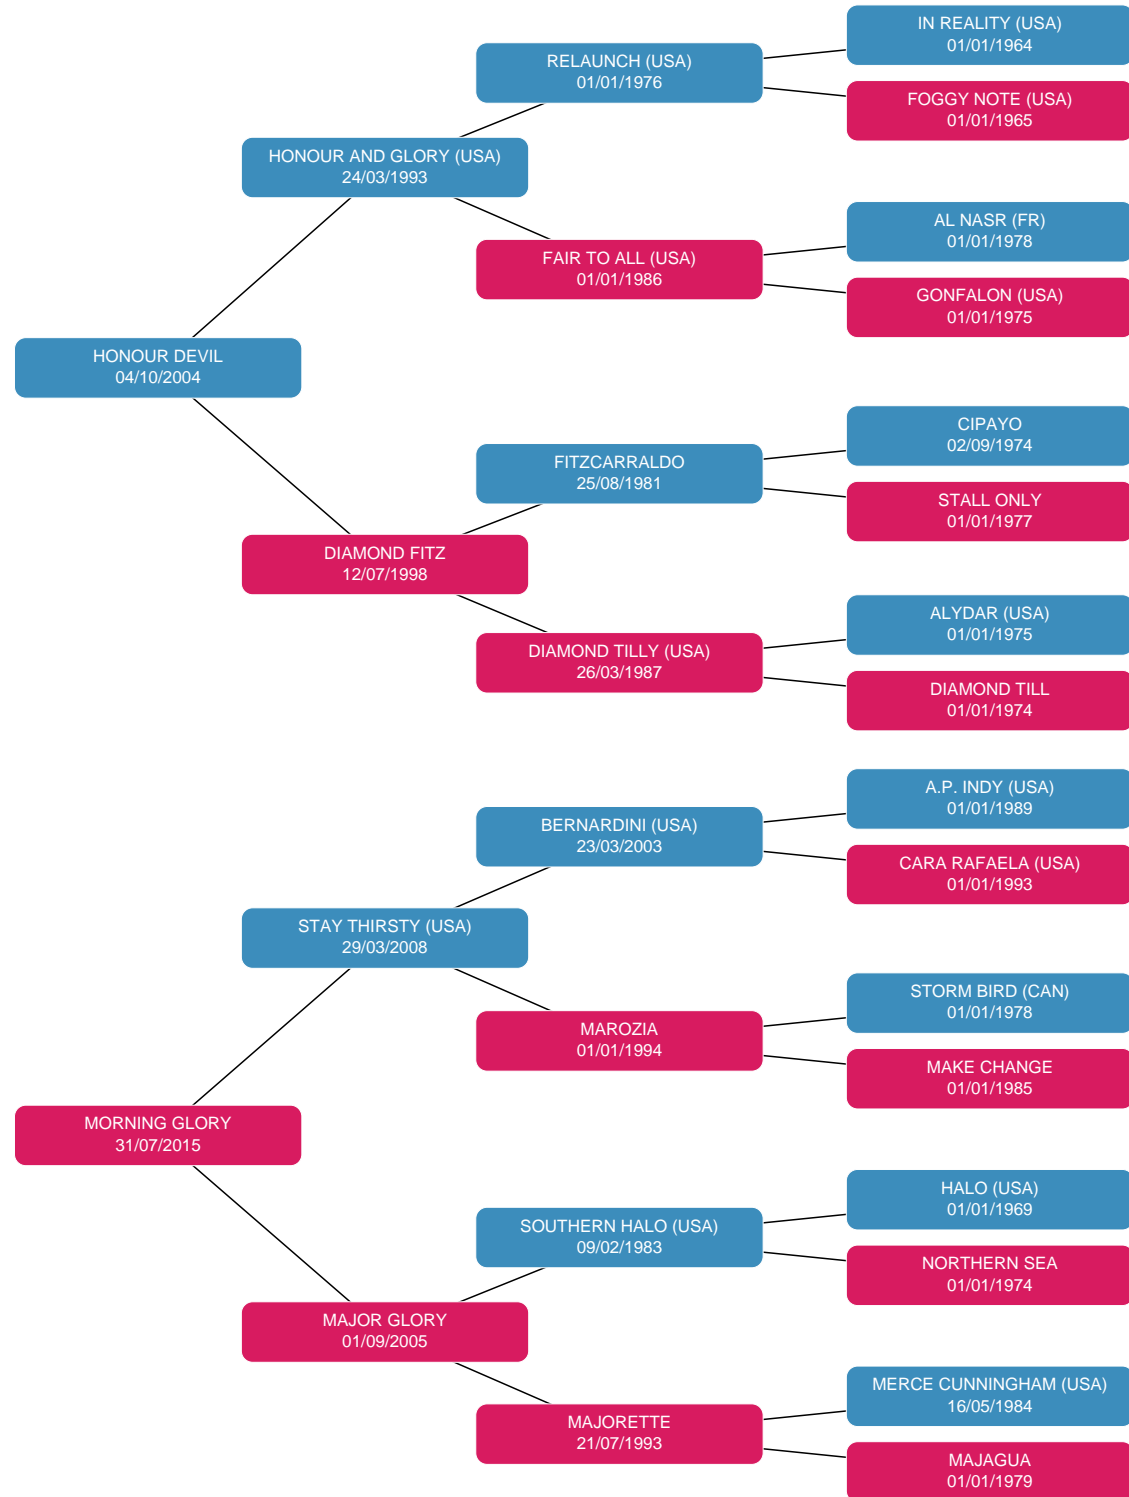 IN REALITY (USA)
01/01/1964
RELAUNCH (USA)
01/01/1976
FOGGY NOTE (USA)
01/01/1965
HONOUR AND GLORY (USA)
24/03/1993
AL NASR (FR)
01/01/1978
FAIR TO ALL (USA)
01/01/1986
GONFALON (USA)
01/01/1975
HONOUR DEVIL
04/10/2004
CIPAYO
02/09/1974
FITZCARRALDO
25/08/1981
STALL ONLY
01/01/1977
DIAMOND FITZ
12/07/1998
ALYDAR (USA)
01/01/1975
DIAMOND TILLY (USA)
26/03/1987
DIAMOND TILL
01/01/1974
A.P. INDY (USA)
01/01/1989
BERNARDINI (USA)
23/03/2003
CARA RAFAELA (USA)
01/01/1993
STAY THIRSTY (USA)
29/03/2008
STORM BIRD (CAN)
01/01/1978
MAROZIA
01/01/1994
MAKE CHANGE
01/01/1985
MORNING GLORY
31/07/2015
HALO (USA)
01/01/1969
SOUTHERN HALO (USA)
09/02/1983
NORTHERN SEA
01/01/1974
MAJOR GLORY
01/09/2005
MERCE CUNNINGHAM (USA)
16/05/1984
MAJORETTE
21/07/1993
MAJAGUA
01/01/1979